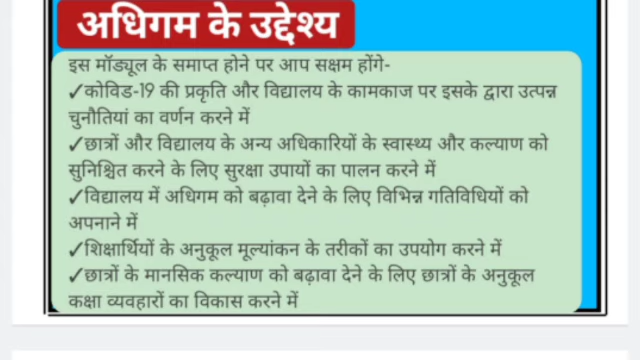 अधिगम के उद्देश्य
इस मॉड्यूल के समाप्त होने पर आप सक्षम होंगे-
✓कोविड-19 की प्रकृति और विद्यालय के कामकाज पर इसके द्वारा उत्पन्न
चुनौतियां का वर्णन करने में
✓छात्रों और विद्यालय के अन्य अधिकारियों के स्वास्थ्य और कल्याण को
सुनिश्चित करने के लिए सुरक्षा उपायों का पालन करने में
✓विद्यालय में अधिगम को बढ़ावा देने के लिए विभिन्न गतिविधियों को
अपनाने में
✓शिक्षार्थियों के अनुकूल मूल्यांकन के तरीकों का उपयोग करने में
✓छात्रों के मानसिक कल्याण को बढ़ावा देने के लिए छात्रों के अनुकूल
कक्षा व्यवहारों का विकास करने में